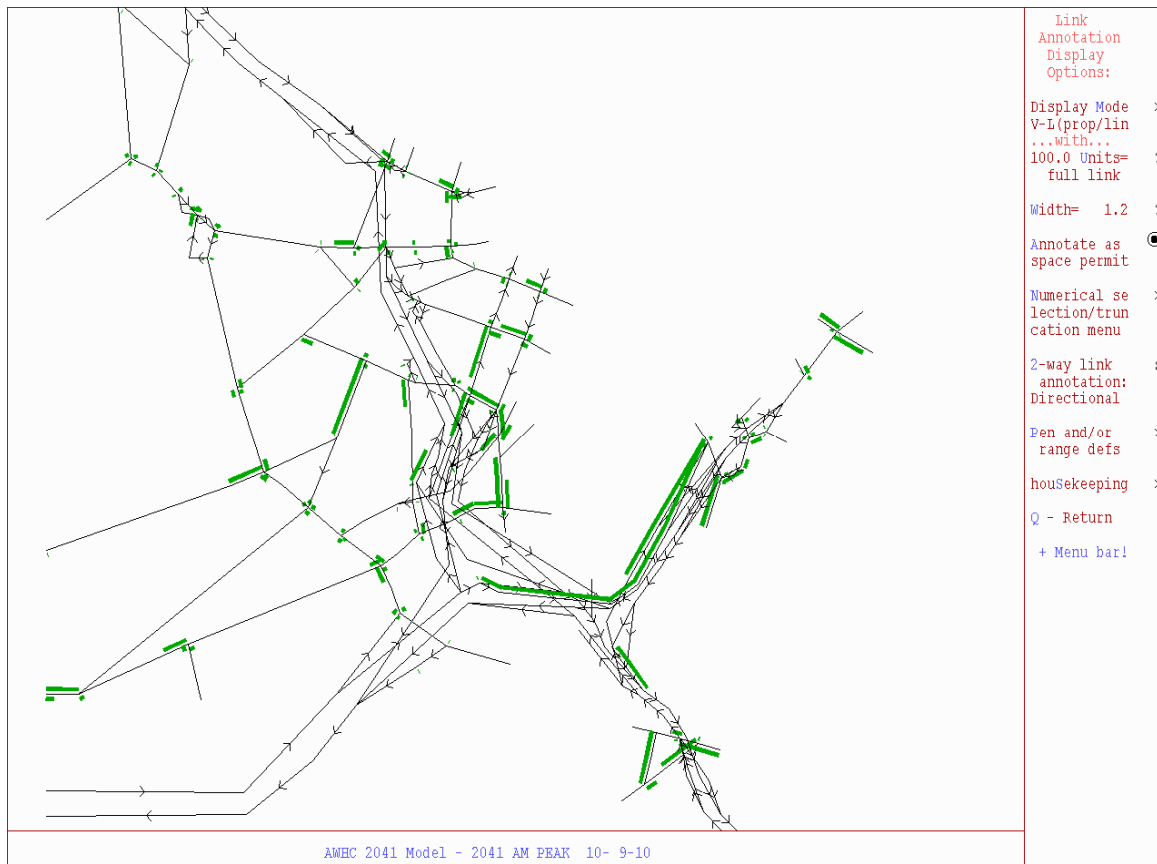 Link
Annotation
Display
Options:
Display Mode
V-L(prop/lin
...with...
100.0 Units=
full link
Width= 1.2
Annotate as
space permit
Numerical se
lection/trun
cation menu
2-way link
annotation:
Directional
Pen and/or
range defs
houSekeeping
Q - Return
+ Menu bar!
AWHC 2041 Model - 2041 AM PEAK 10- 9-10